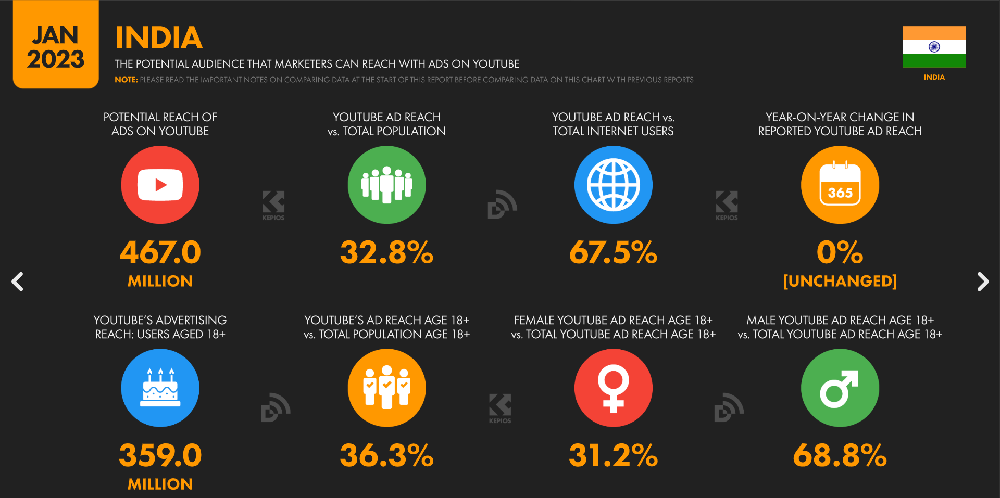 JAN
2023
INDIA
THE POTENTIAL AUDIENCE THAT MARKETERS CAN REACH WITH ADS ON YOUTUBE
NOTE: PLEASE READ THE IMPORTANT NOTES ON COMPARING DATA AT THE START OF THIS REPORT BEFORE COMPARING DATA ON THIS CHART WITH PREVIOUS REPORTS
INDIA
POTENTIAL REACH OF
ADS ON YOUTUBE
467.0
MILLION
YOUTUBE AD REACH
vs. TOTAL POPULATION
32.8%
YOUTUBE AD REACH vs.
TOTAL INTERNET USERS
67.5%
YEAR-ON-YEAR CHANGE IN
REPORTED YOUTUBE AD REACH
365
0%
[UNCHANGED]
KEPIOS
KEPIOS
YOUTUBE’S ADVERTISING
REACH: USERS AGED 18+
359.0
MILLION
YOUTUBE’S AD REACH AGE 18+
vs. TOTAL POPULATION AGE 18+
36.3%
FEMALE YOUTUBE AD REACH AGE 18+
vs. TOTAL YOUTUBE AD REACH AGE 18+
31.2%
MALE YOUTUBE AD REACH AGE 18+
vs. TOTAL YOUTUBE AD REACH AGE 18+
68.8%
KEPIOS